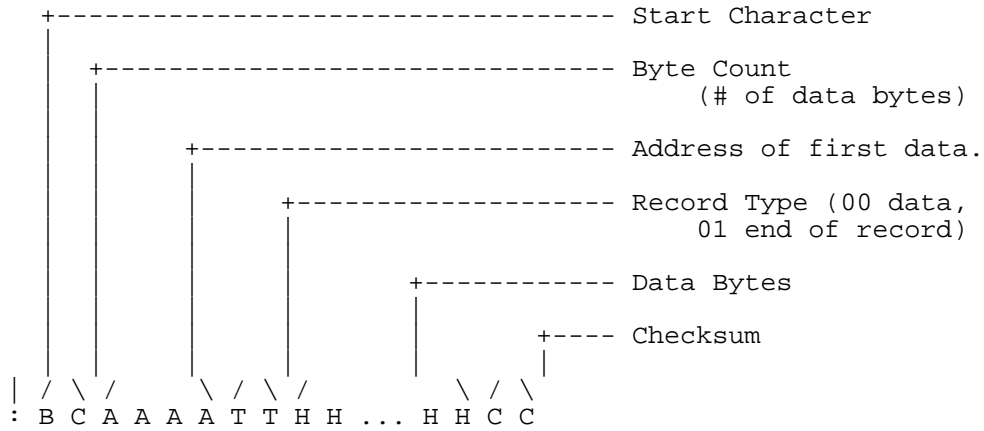 +----------------------------------- Start Character
|
| +-------------------------------- Byte Count
| | (# of data bytes)
| |
| | +-------------------------- Address of first data.
| | |
| | | +-------------------- Record Type (00 data,
| | | | 01 end of record)
| | | |
| | | | +------------ Data Bytes
| | | | |
| | | | | +---- Checksum
| | | | | |
| / \ / \ / \ / \ / \
: B C A A A A T T H H ... H H C C